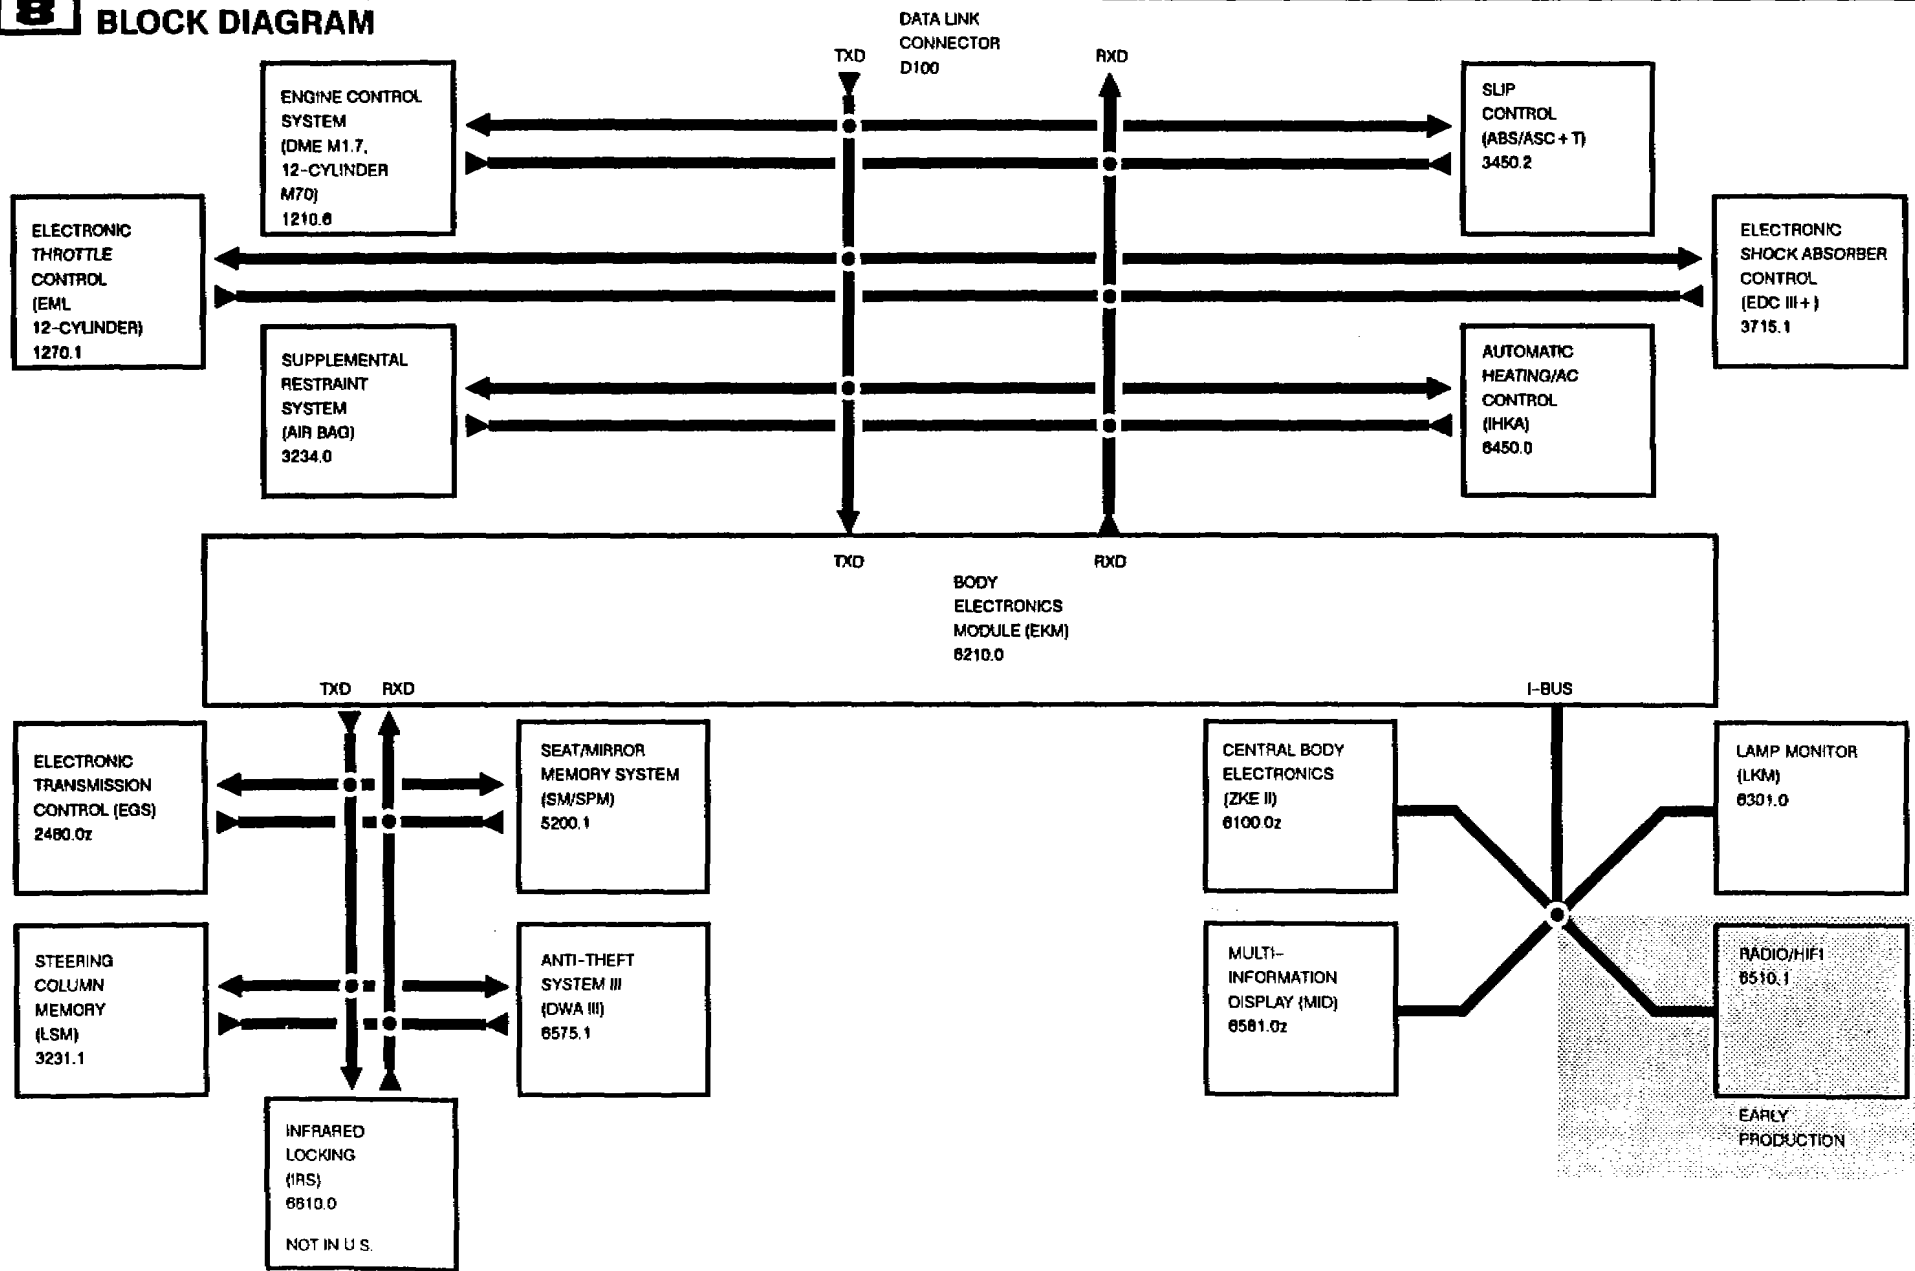 8
BLOCK DIAGRAM
DATA LINK
CONNECTOR
D100
TXD
RXD
ENGINE CONTROL
SYSTEM
(DME M1.7,
12-CYLINDER
M70)
1210.6
SLIP
CONTROL
(ABS/ASC + T)
3450.2
ELECTRONIC
THROTTLE
CONTROL
(EML
12-CYLINDER)
1270.1
ELECTRONIC
SHOCK ABSORBER
CONTROL
(EDC III+)
3715.1
SUPPLEMENTAL
RESTRAINT
SYSTEM
(AIR BAG)
3234.0
AUTOMATIC
HEATING/AC
CONTROL
(IHKA)
6450.0
TXD
RXD
BODY
ELECTRONICS
MODULE (EKM)
6210.0
TXD
RXD
I-BUS
ELECTRONIC
TRANSMISSION
CONTROL (EGS)
2460.0z
SEAT/MIRROR
MEMORY SYSTEM
(SM/SPM)
5200.1
CENTRAL BODY
ELECTRONICS
(ZKE II)
6100.0z
LAMP MONITOR
(LKM)
6301.0
STEERING
COLUMN
MEMORY
(LSM)
3231.1
ANTI-THEFT
SYSTEM III
(DWA III)
6575.1
MULTI-
INFORMATION
DISPLAY (MID)
6581.0z
RADIO/HIFI
6510.1
EARLY
PRODUCTION
INFRARED
LOCKING
(IRS)
6610.0
NOT IN U S.